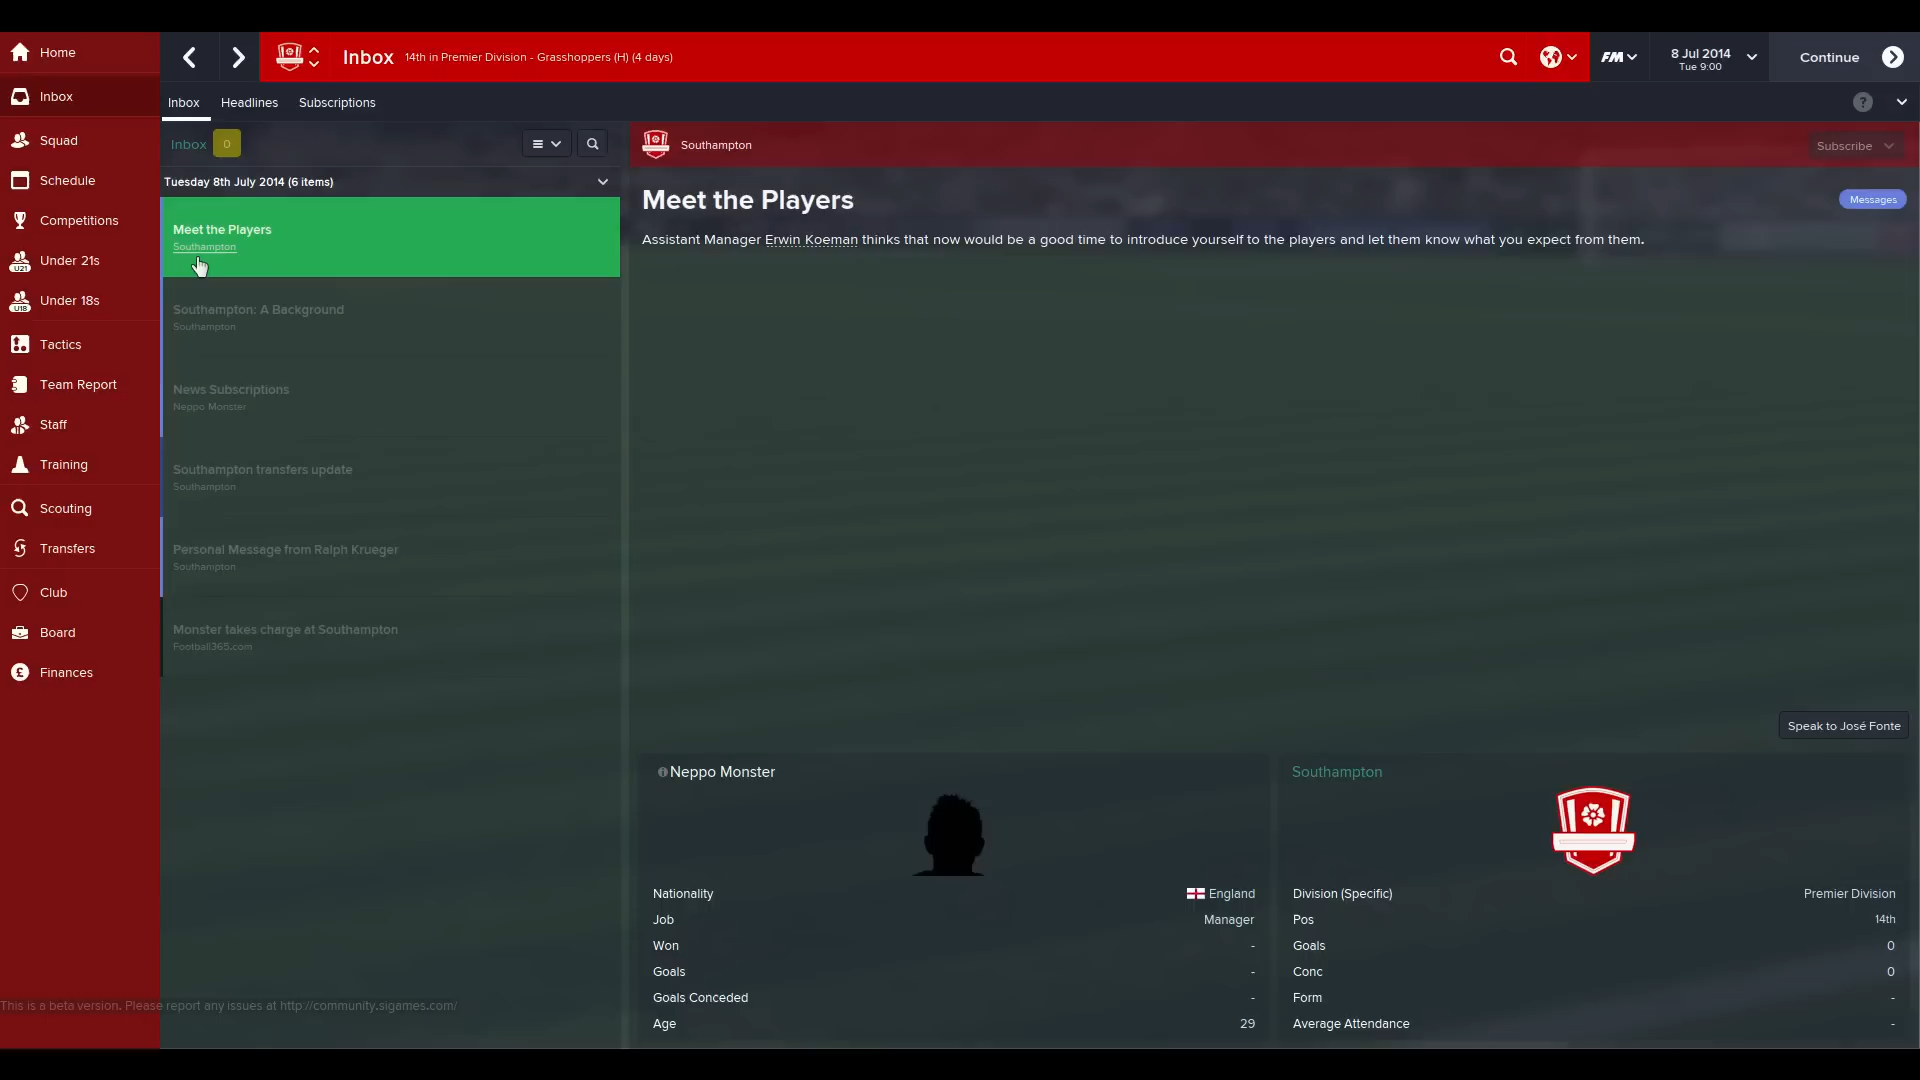 Home
Inbox
Squad
Schedule
Competitions
U21
Under 21s
U18
Under 18s
Tactics
Team Report
Staff
Training
Scouting
Transfers
Club
Board
Finances
Inbox 14th in Premier Division - Grasshoppers (H) (4 days)
FM
8 Jul 2014
Tue 9:00
Continue
Inbox Headlines Subscriptions
?
Inbox 0
Tuesday 8th July 2014 (6 items)
Meet the Players
Southampton
Southampton: A Background
Southampton
News Subscriptions
Neppo Monster
Southampton transfers update
Southampton
Personal Message from Ralph Krueger
Southampton
Monster takes charge at Southampton
Football365.com
Southampton
Subscribe
Meet the Players
Messages
Assistant Manager Erwin Koeman thinks that now would be a good time to introduce yourself to the players and let them know what you expect from them.
Speak to José Fonte
Neppo Monster
Nationality England
Job Manager
Won -
Goals -
Goals Conceded -
Age 29
Southampton
Division (Specific) Premier Division
Pos 14th
Goals 0
Conc 0
Form -
Average Attendance -
This is a beta version. Please report any issues at http://community.sigames.com/